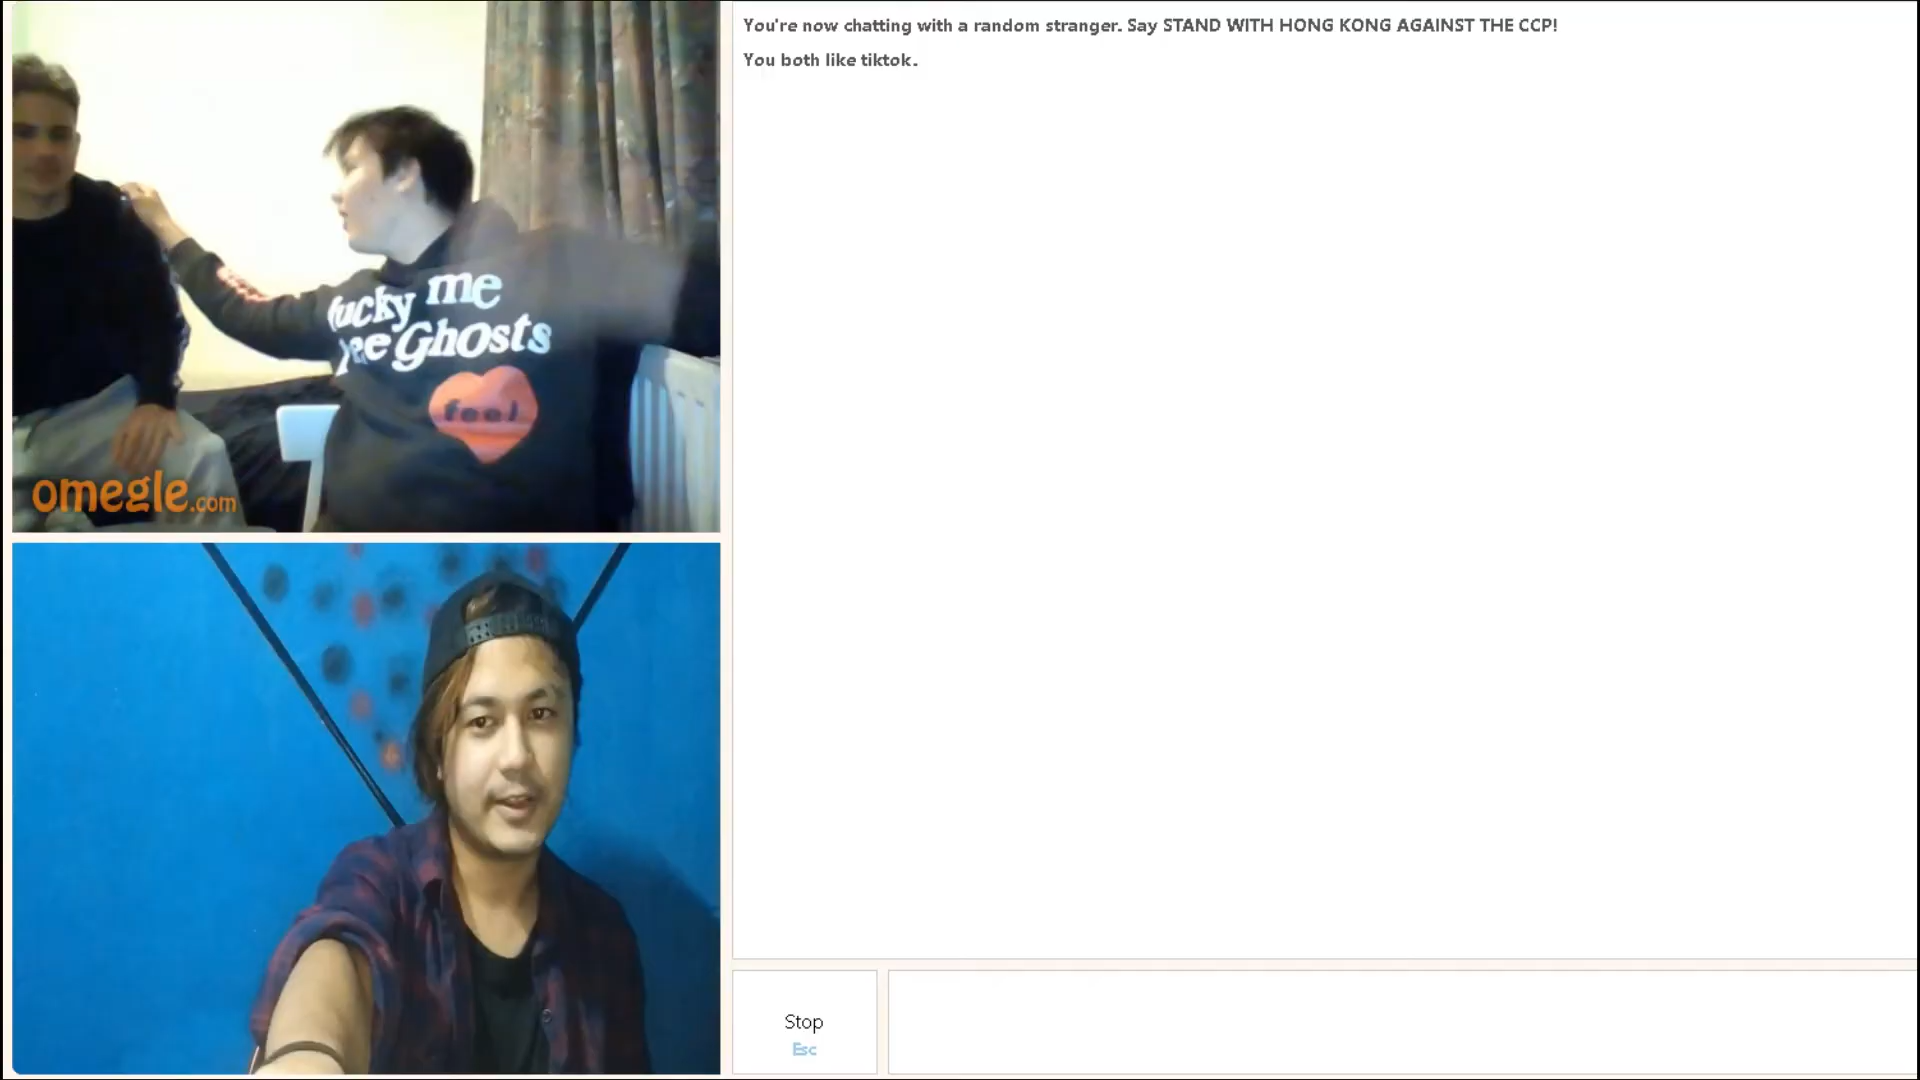 You're now chatting with a random stranger. Say STAND WITH HONG KONG AGAINST THE CCP!
You both like tiktok.
me
Ghosts
feel
omegle.com
Stop
Esc